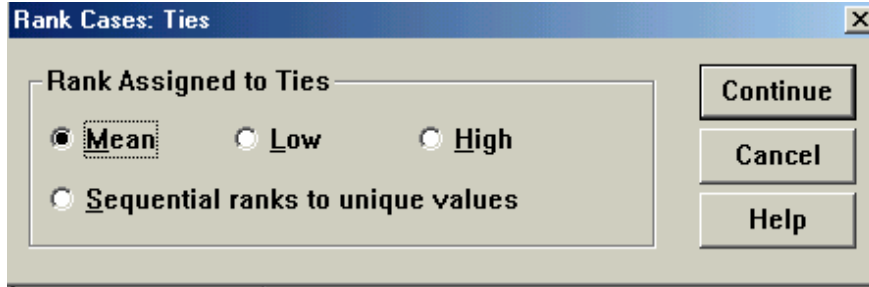 Rank Cases: Ties
Rank Assigned to Ties
Mean Low High
Sequential ranks to unique values
Continue
Cancel
Help